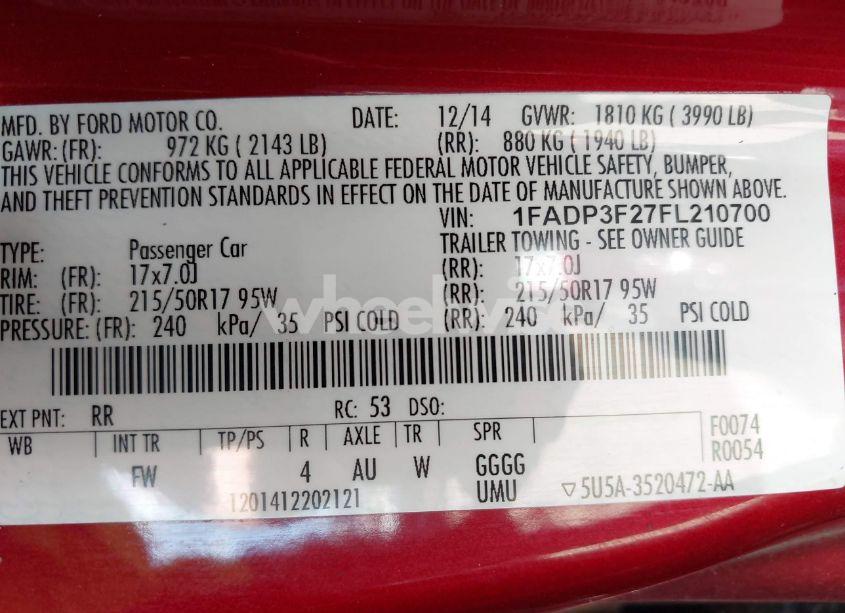 MFD. BY FORD MOTOR CO. DATE: 12/14 GVWR: 1810 KG ( 3990 LB)
GAWR: (FR): 972 KG ( 2143 LB) (RR): 880 KG ( 1940 LB)
THIS VEHICLE CONFORMS TO ALL APPLICABLE FEDERAL MOTOR VEHICLE SAFETY, BUMPER,
AND THEFT PREVENTION STANDARDS IN EFFECT ON THE DATE OF MANUFACTURE SHOWN ABOVE.
VIN: 1FADP3F27FL210700
TYPE: Passenger Car TRAILER TOWING - SEE OWNER GUIDE
RIM: (FR): 17x7.0J (RR): 17x7.0J
TIRE: (FR): 215/50R17 95W (RR): 215/50R17 95W
PRESSURE: (FR): 240 kPa/ 35 PSI COLD (RR): 240 kPa/ 35 PSI COLD
EXT PNT: RR RC: 53 DSO:
WB INT TR TP/PS R AXLE TR SPR F0074
R0054
FW 4 AU W GGGG
1201412202121 UMU ▽ 5U5A-3520472-AA